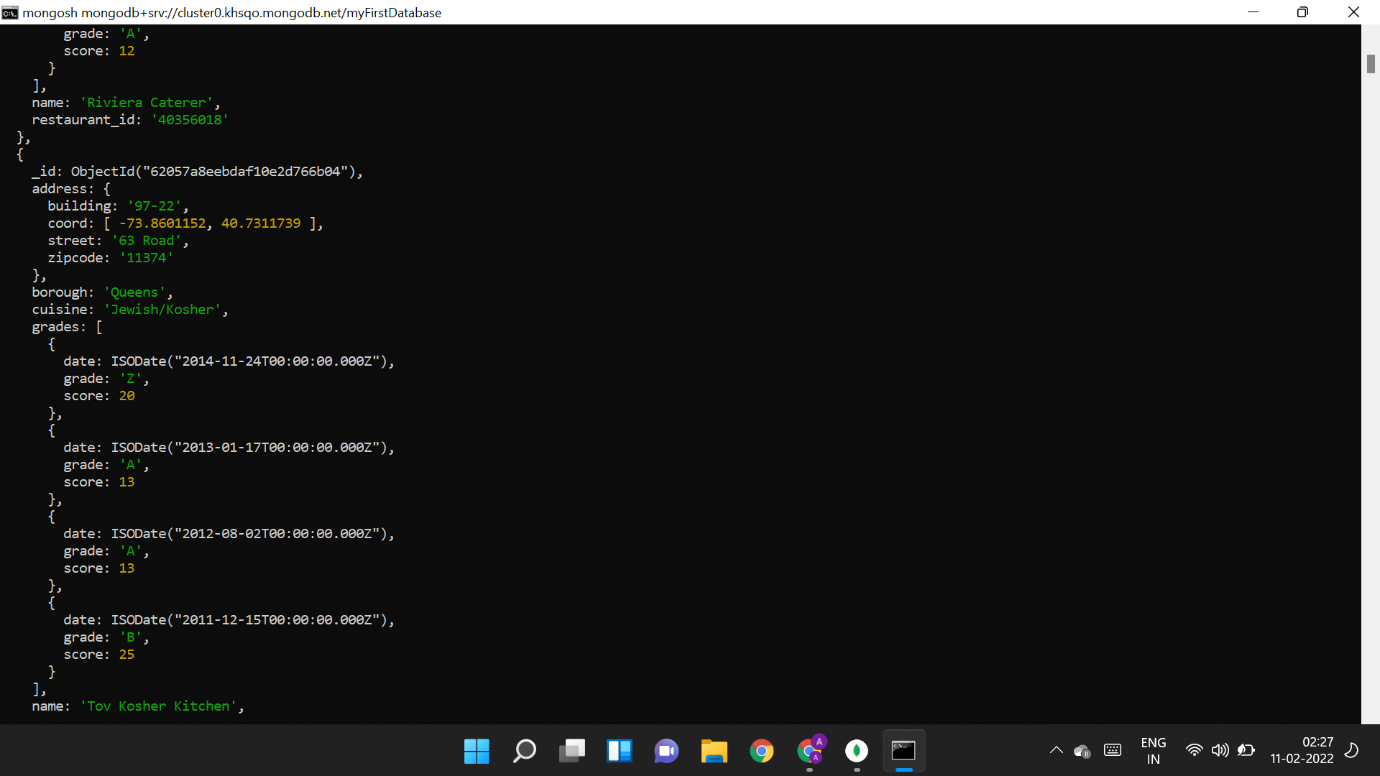 mongosh mongodb+srv://cluster0.khsqo.mongodb.net/myFirstDatabase
grade: 'A',
score: 12
}
],
name: 'Riviera Caterer',
restaurant_id: '40356018'
},
{
_id: ObjectId("62057a8eebdaf10e2d766b04"),
address: {
building: '97-22',
coord: [ -73.8601152, 40.7311739 ],
street: '63 Road',
zipcode: '11374'
},
borough: 'Queens',
cuisine: 'Jewish/Kosher',
grades: [
{
date: ISODate("2014-11-24T00:00:00.000Z"),
grade: 'Z',
score: 20
},
{
date: ISODate("2013-01-17T00:00:00.000Z"),
grade: 'A',
score: 13
},
{
date: ISODate("2012-08-02T00:00:00.000Z"),
grade: 'A',
score: 13
},
{
date: ISODate("2011-12-15T00:00:00.000Z"),
grade: 'B',
score: 25
}
],
name: 'Tov Kosher Kitchen',
A
A
ENG
IN
02:27
11-02-2022